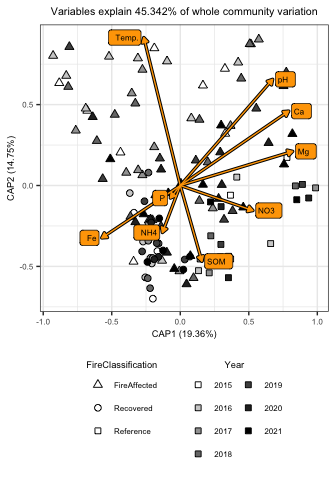 Variables explain 45.342% of whole community variation
CAP2 (14.75%)
0.5
0.0
-0.5
Temp.
pH
Ca
Mg
P
NO3
NH4
Fe
SOM
-1.0 -0.5 0.0 0.5 1.0
CAP1 (19.36%)
FireClassification
FireAffected
Recovered
Reference
Year
2015 2019
2016 2020
2017 2021
2018